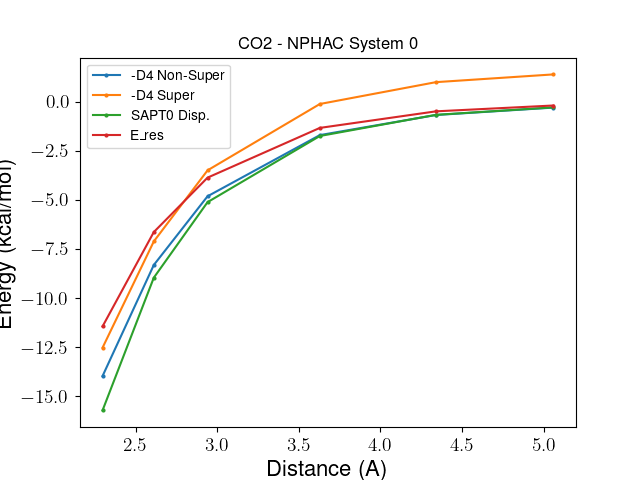 CO2 - NPHAC System 0
-D4 Non-Super
-D4 Super
SAPT0 Disp.
E_res
Energy (kcal/mol)
0.0
−2.5
−5.0
−7.5
−10.0
−12.5
−15.0
2.5
3.0
3.5
4.0
4.5
5.0
Distance (A)